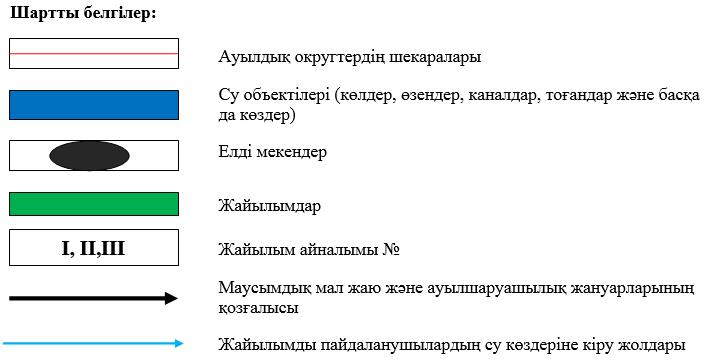 Шартты белгілер:
Ауылдық округтердің шекаралары
Су объектілері (көлдер, өзендер, каналдар, тоғандар және басқа
да көздер)
Елді мекендер
Жайылымдар
I, II,III
Жайылым айналымы №
Маусымдық мал жаю және ауылшаруашылық жануарларының
қозғалысы
Жайылымды пайдаланушылардың су көздеріне кіру жолдары